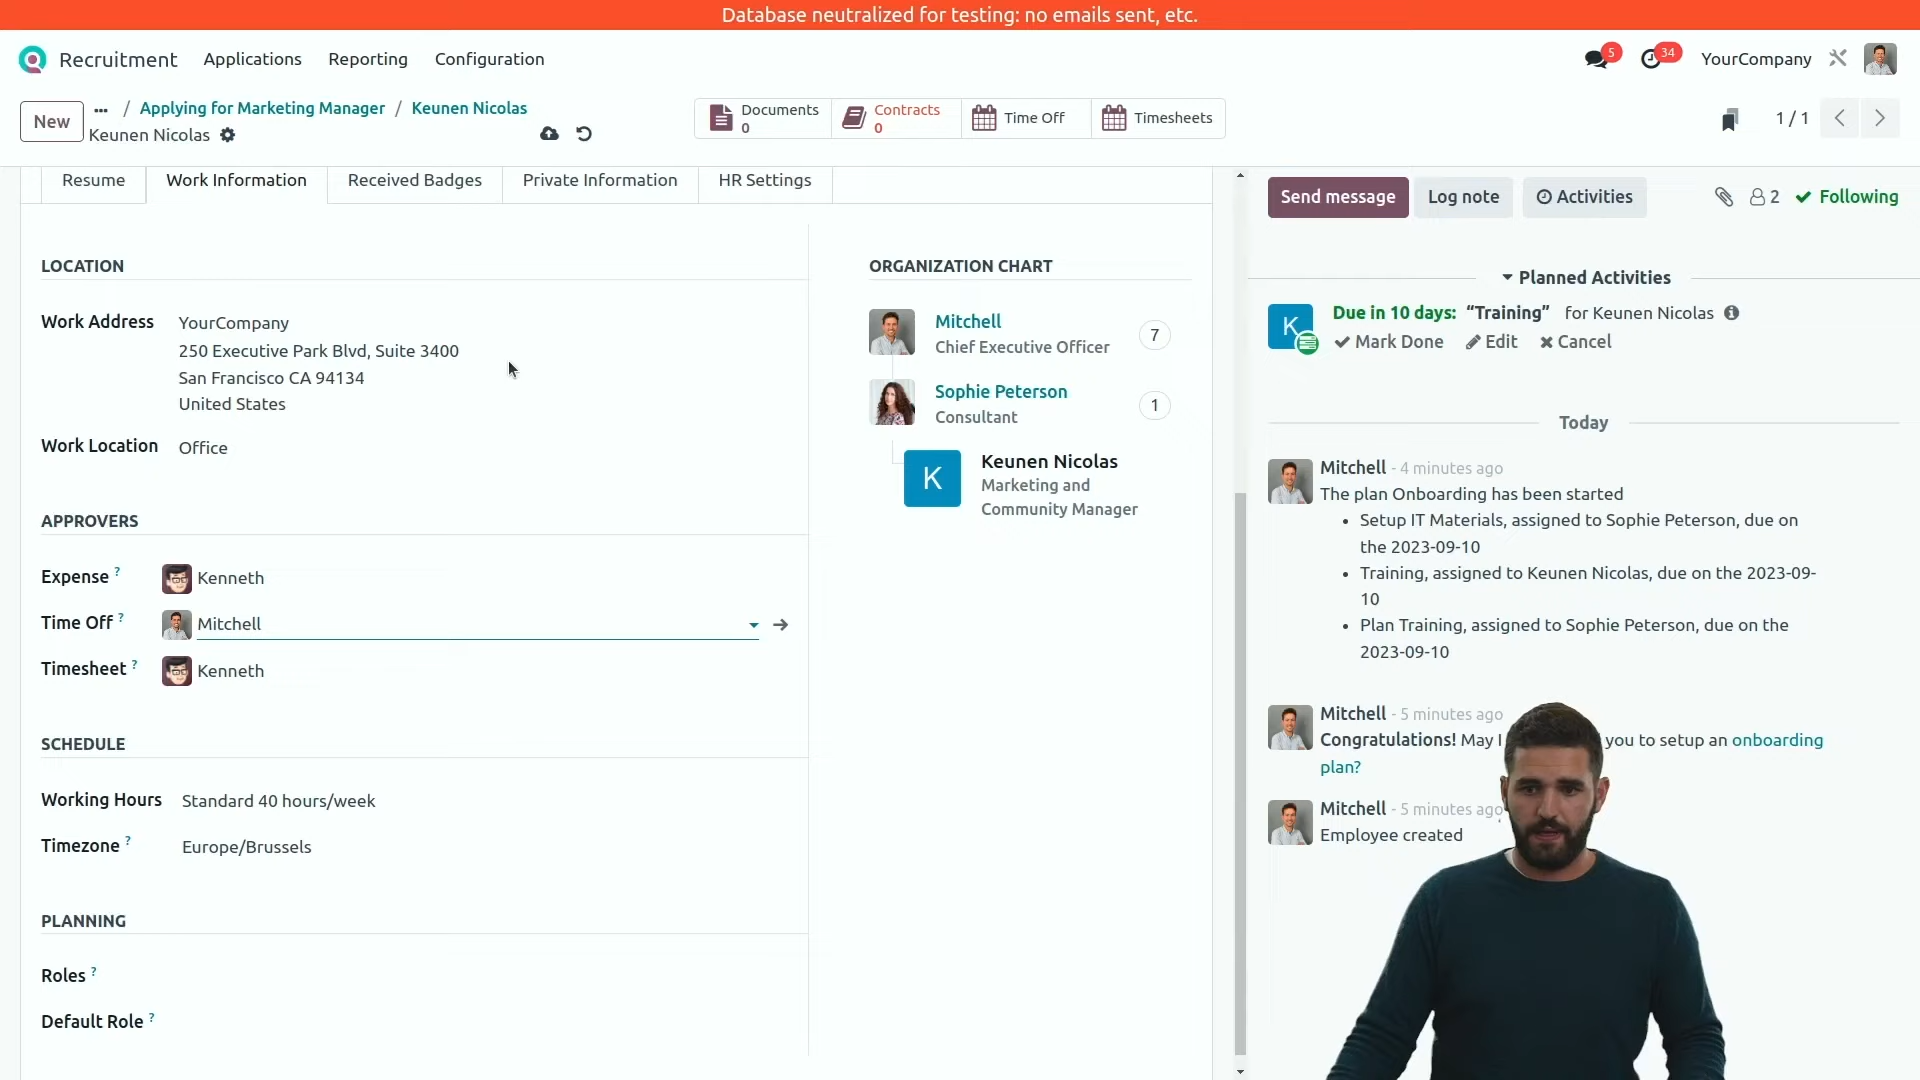 Database neutralized for testing: no emails sent, etc.
Recruitment Applications Reporting Configuration
5 34 YourCompany
New ... / Applying for Marketing Manager / Keunen Nicolas
Keunen Nicolas
Documents 0
Contracts 0
Time Off
Timesheets
1 / 1
Resume Work Information Received Badges Private Information HR Settings
LOCATION
Work Address YourCompany
250 Executive Park Blvd, Suite 3400
San Francisco CA 94134
United States
Work Location Office
APPROVERS
Expense ? Kenneth
Time Off ? Mitchell
Timesheet ? Kenneth
SCHEDULE
Working Hours Standard 40 hours/week
Timezone ? Europe/Brussels
PLANNING
Roles ?
Default Role ?
ORGANIZATION CHART
Mitchell
Chief Executive Officer
7
Sophie Peterson
Consultant
1
K
Keunen Nicolas
Marketing and
Community Manager
Send message Log note Activities 2 Following
Planned Activities
K
Due in 10 days: “Training” for Keunen Nicolas
Mark Done Edit Cancel
Today
Mitchell - 4 minutes ago
The plan Onboarding has been started
• Setup IT Materials, assigned to Sophie Peterson, due on
the 2023-09-10
• Training, assigned to Keunen Nicolas, due on the 2023-09-
10
• Plan Training, assigned to Sophie Peterson, due on the
2023-09-10
Mitchell - 5 minutes ago
Congratulations! May I you to setup an onboarding
plan?
Mitchell - 5 minutes ago
Employee created